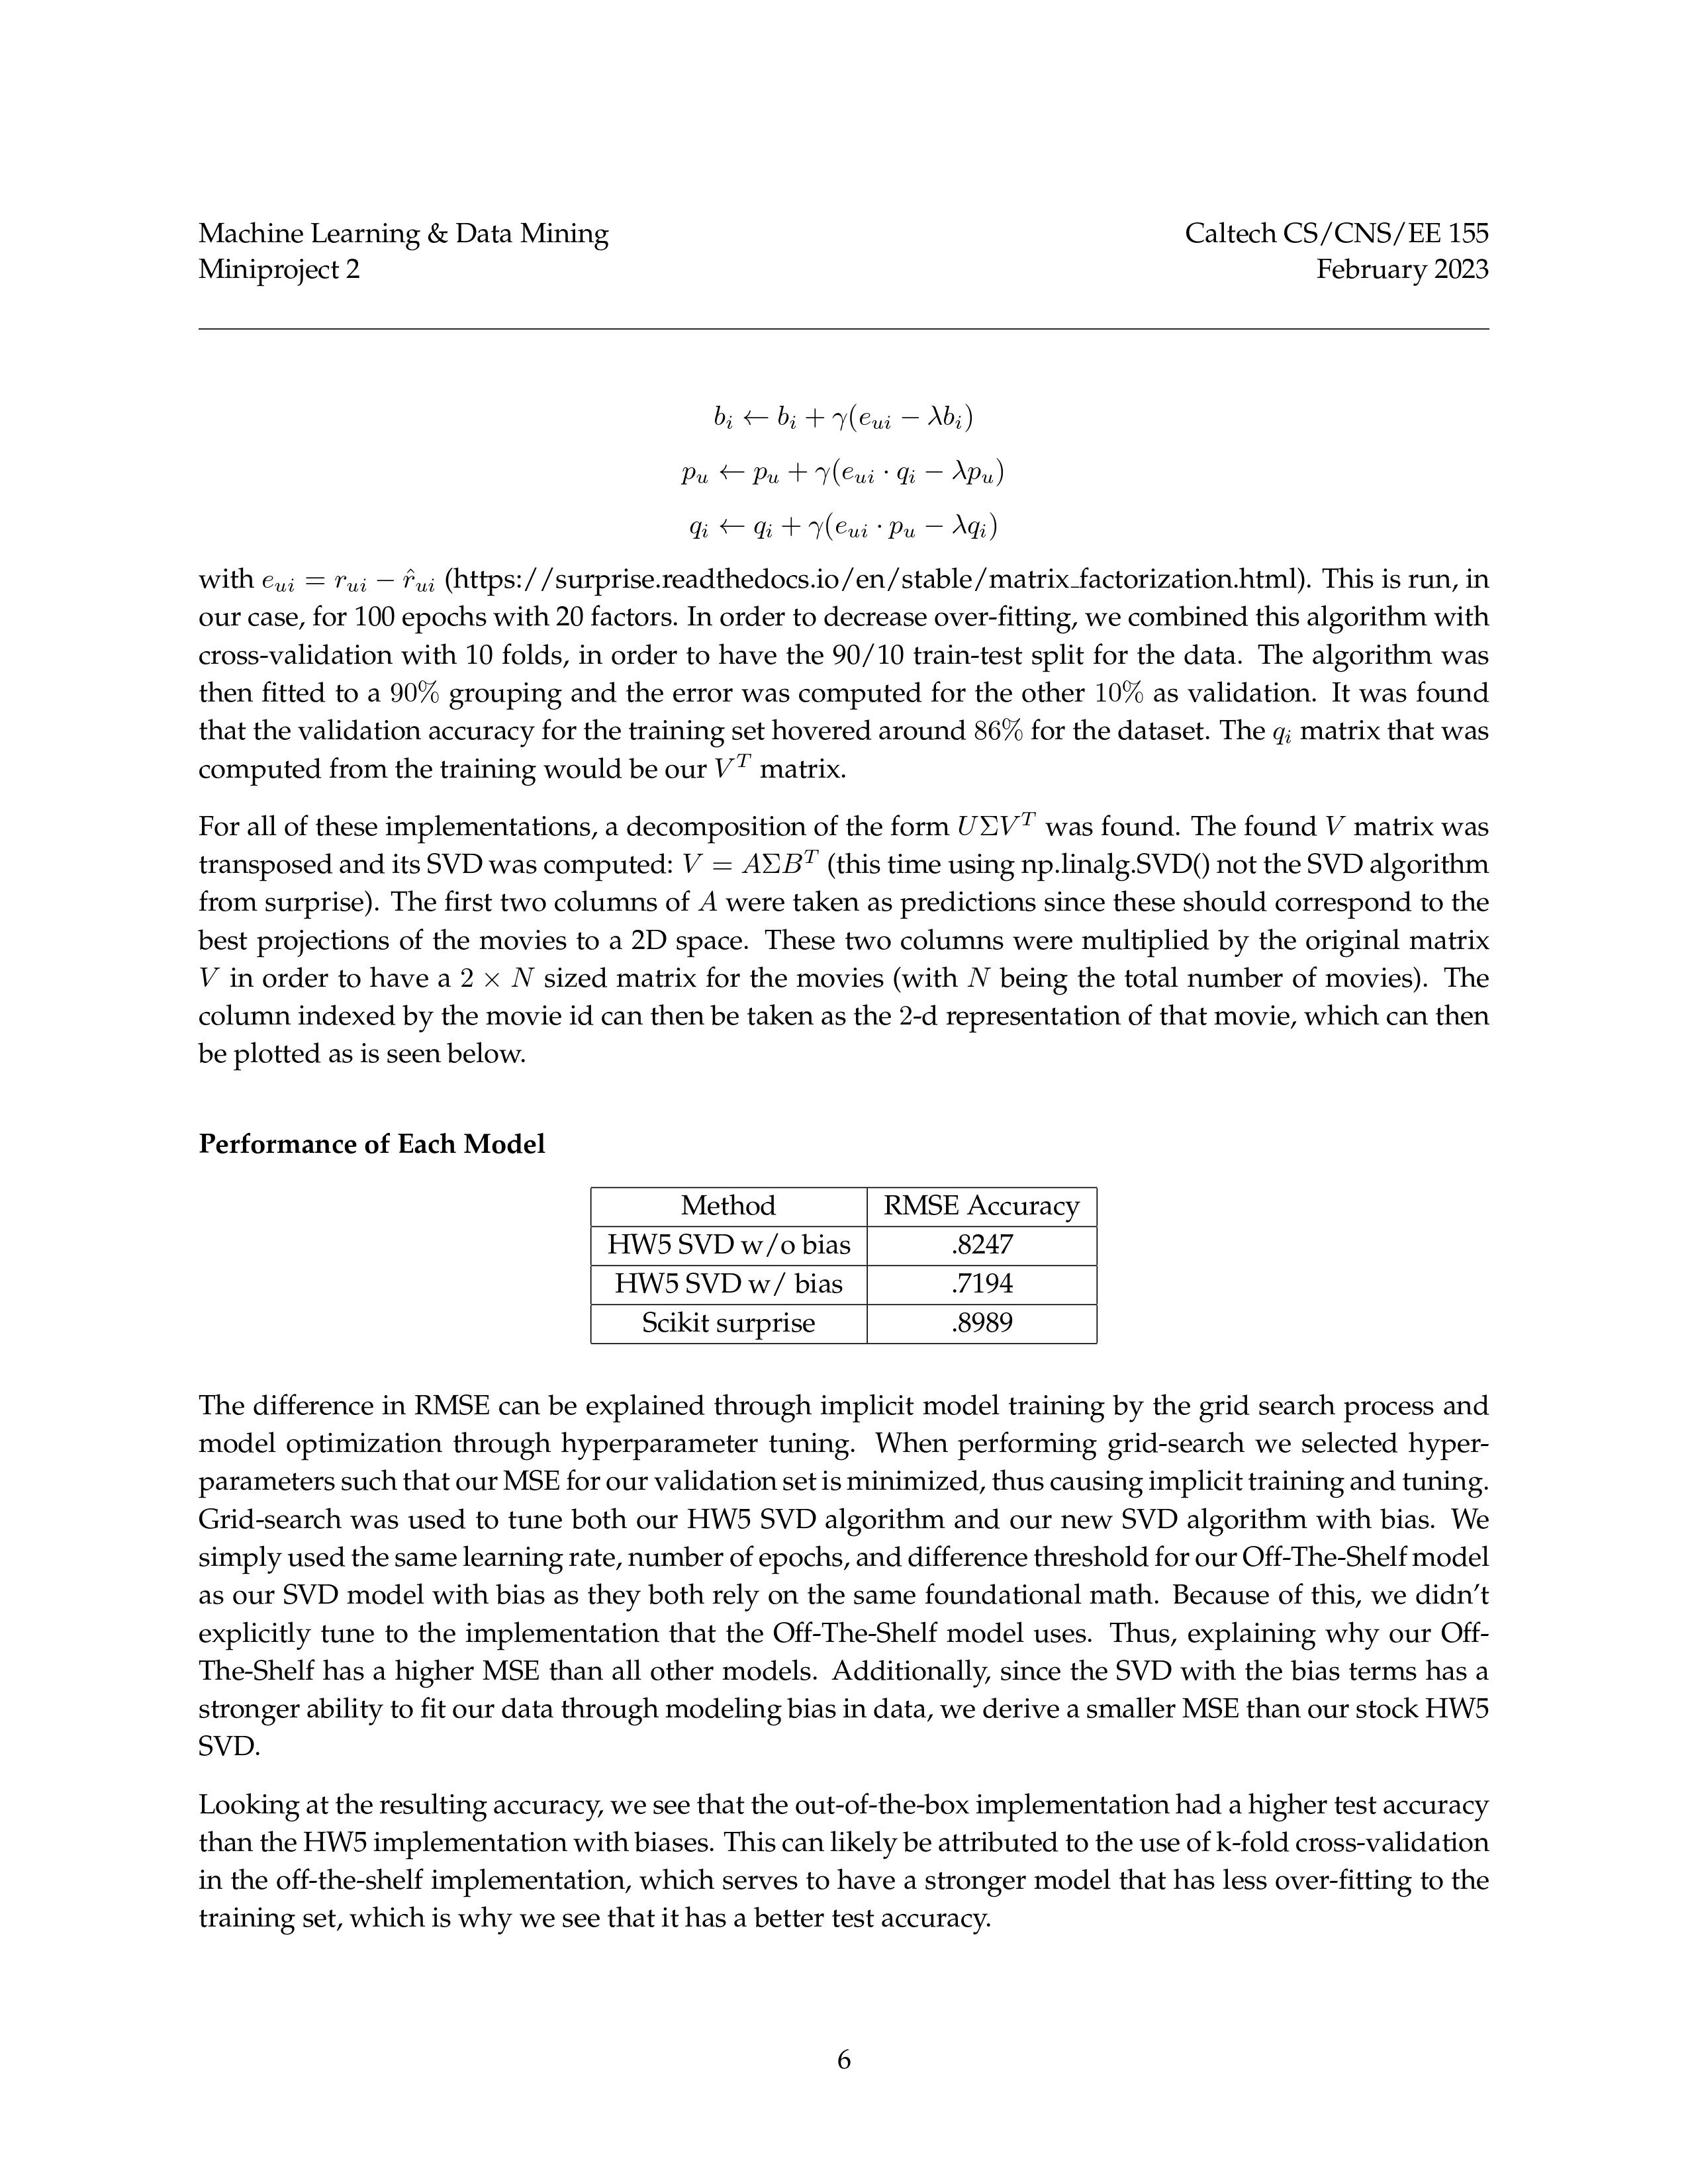 Machine Learning & Data Mining
Caltech CS/CNS/EE 155
Miniproject 2
February 2023
b_i ← b_i + γ(e_{ui} − λb_i)
p_u ← p_u + γ(e_{ui} · q_i − λp_u)
q_i ← q_i + γ(e_{ui} · p_u − λq_i)
with e_{ui} = r_{ui} − r̂_{ui} (https://surprise.readthedocs.io/en/stable/matrix_factorization.html). This is run, in
our case, for 100 epochs with 20 factors. In order to decrease over-fitting, we combined this algorithm with
cross-validation with 10 folds, in order to have the 90/10 train-test split for the data. The algorithm was
then fitted to a 90% grouping and the error was computed for the other 10% as validation. It was found
that the validation accuracy for the training set hovered around 86% for the dataset. The q_i matrix that was
computed from the training would be our V^T matrix.
For all of these implementations, a decomposition of the form UΣV^T was found. The found V matrix was
transposed and its SVD was computed: V = AΣB^T (this time using np.linalg.SVD() not the SVD algorithm
from surprise). The first two columns of A were taken as predictions since these should correspond to the
best projections of the movies to a 2D space. These two columns were multiplied by the original matrix
V in order to have a 2 × N sized matrix for the movies (with N being the total number of movies). The
column indexed by the movie id can then be taken as the 2-d representation of that movie, which can then
be plotted as is seen below.
Performance of Each Model
Method RMSE Accuracy
HW5 SVD w/o bias .8247
HW5 SVD w/ bias .7194
Scikit surprise .8989
The difference in RMSE can be explained through implicit model training by the grid search process and
model optimization through hyperparameter tuning. When performing grid-search we selected hyper-
parameters such that our MSE for our validation set is minimized, thus causing implicit training and tuning.
Grid-search was used to tune both our HW5 SVD algorithm and our new SVD algorithm with bias. We
simply used the same learning rate, number of epochs, and difference threshold for our Off-The-Shelf model
as our SVD model with bias as they both rely on the same foundational math. Because of this, we didn't
explicitly tune to the implementation that the Off-The-Shelf model uses. Thus, explaining why our Off-
The-Shelf has a higher MSE than all other models. Additionally, since the SVD with the bias terms has a
stronger ability to fit our data through modeling bias in data, we derive a smaller MSE than our stock HW5
SVD.
Looking at the resulting accuracy, we see that the out-of-the-box implementation had a higher test accuracy
than the HW5 implementation with biases. This can likely be attributed to the use of k-fold cross-validation
in the off-the-shelf implementation, which serves to have a stronger model that has less over-fitting to the
training set, which is why we see that it has a better test accuracy.
6